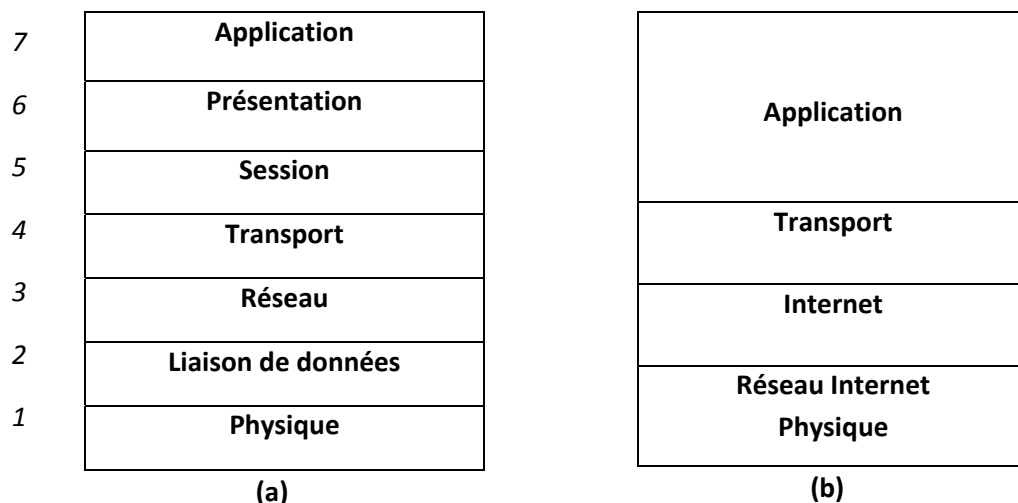 7 Application
6 Présentation
5 Session
4 Transport
3 Réseau
2 Liaison de données
1 Physique
(a)
Application
Transport
Internet
Réseau Internet
Physique
(b)